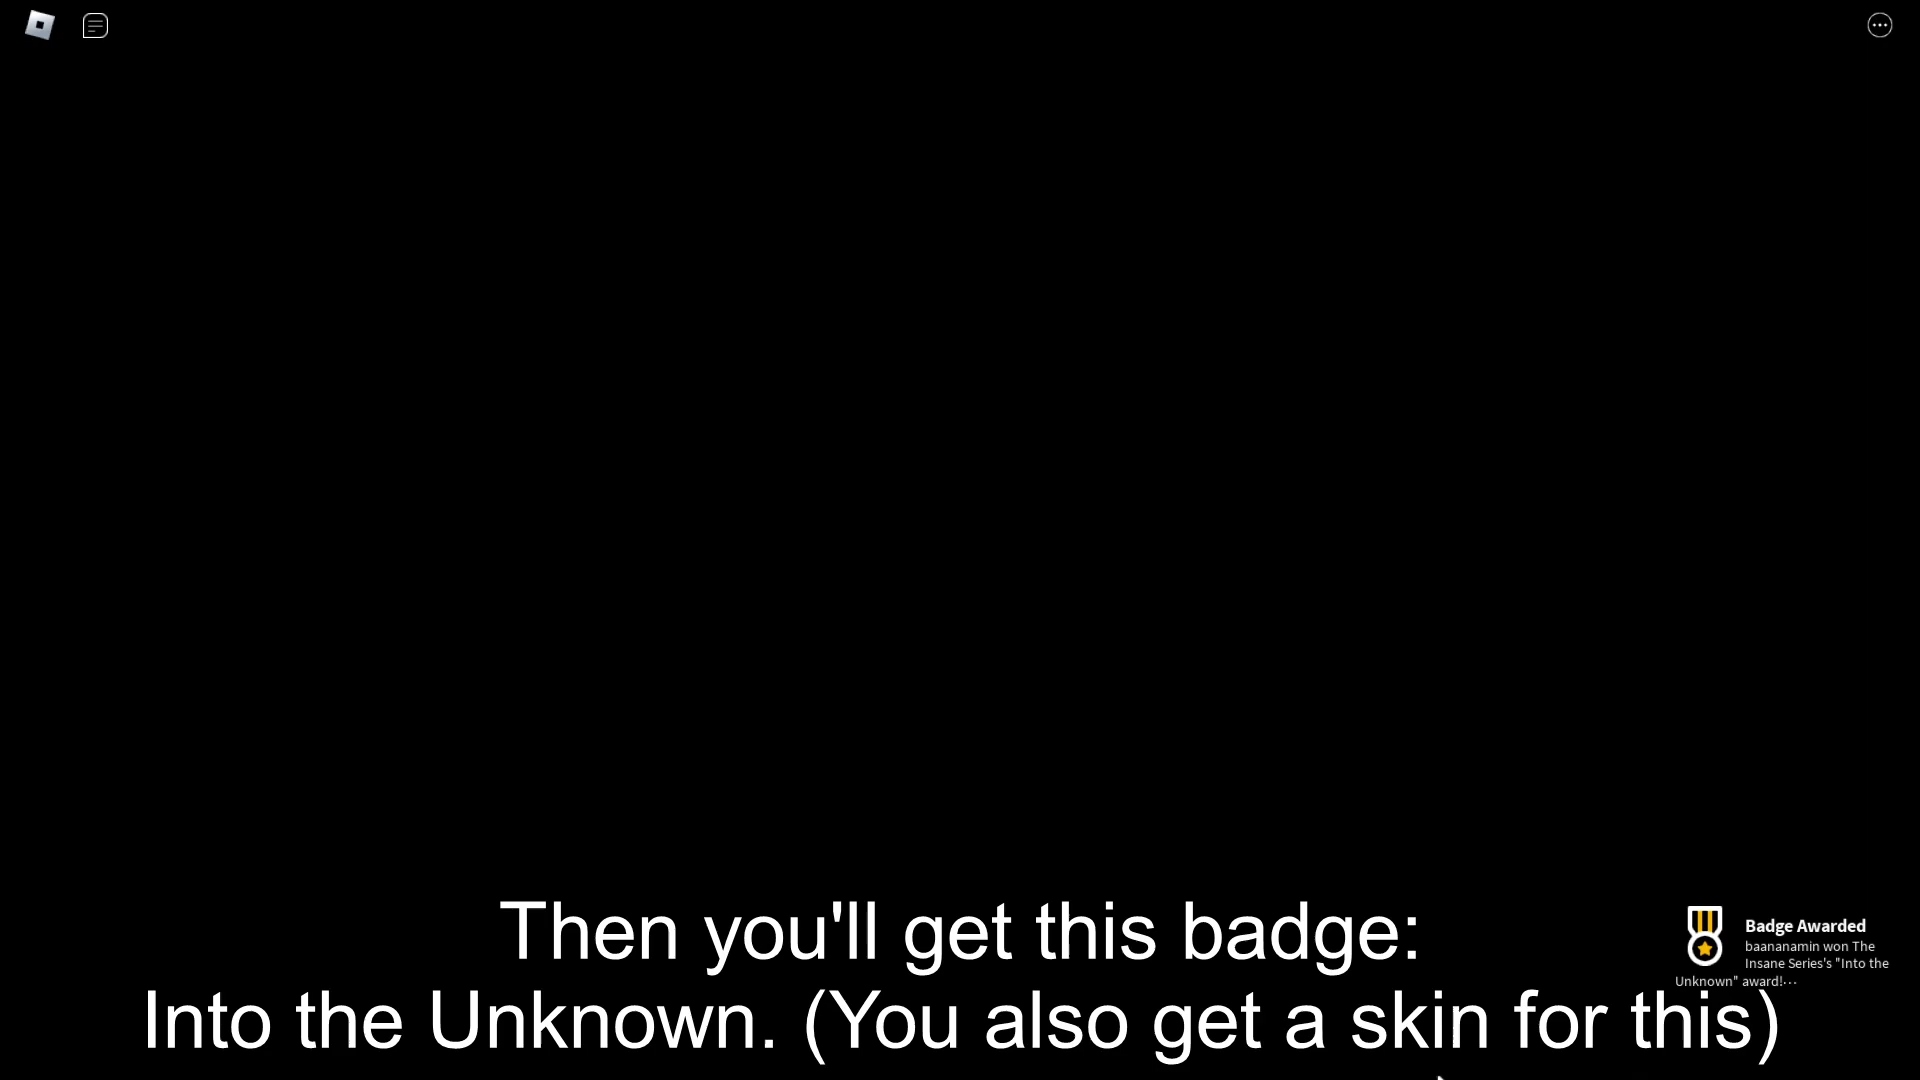 Then you'll get this badge:
Into the Unknown. (You also get a skin for this)
Badge Awarded
baananamin won The
Insane Series's "Into the
Unknown" award!...